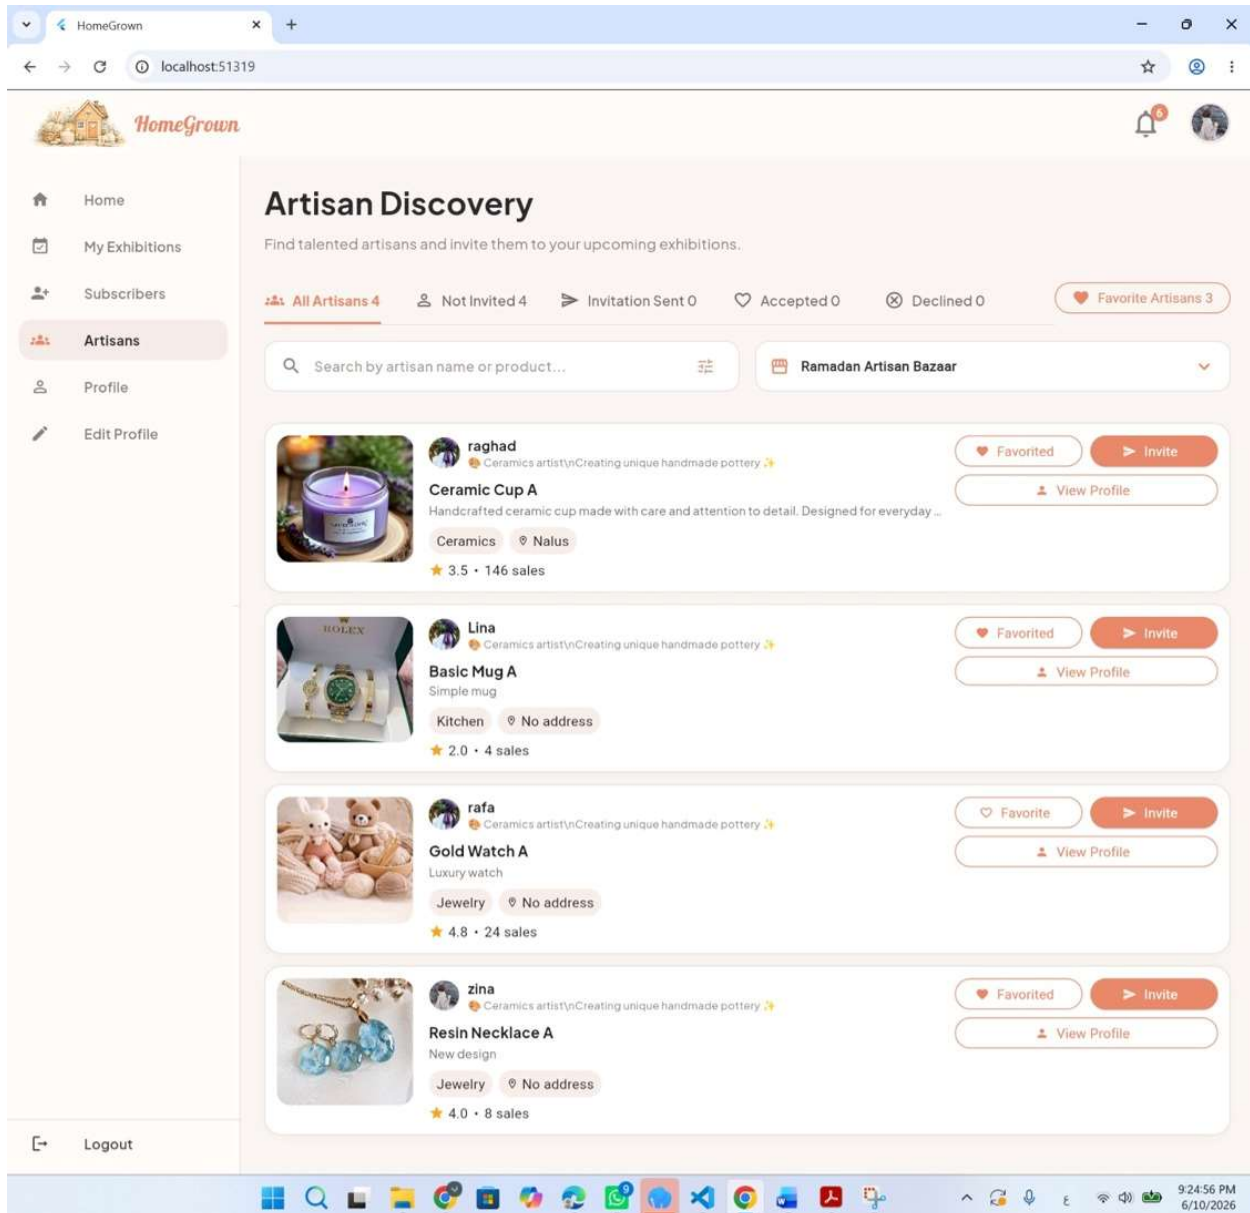 HomeGrown
localhost:51319
HomeGrown
6
Home
My Exhibitions
Subscribers
Artisans
Profile
Edit Profile
Logout
Artisan Discovery
Find talented artisans and invite them to your upcoming exhibitions.
All Artisans 4 Not Invited 4 Invitation Sent 0 Accepted 0 Declined 0 Favorite Artisans 3
Search by artisan name or product... Ramadan Artisan Bazaar
raghad
🎨 Ceramics artist\nCreating unique handmade pottery ✨
Ceramic Cup A
Handcrafted ceramic cup made with care and attention to detail. Designed for everyday ...
Ceramics Nalus
3.5 • 146 sales
Favorited Invite
View Profile
ROLEX
Lina
🎨 Ceramics artist\nCreating unique handmade pottery ✨
Basic Mug A
Simple mug
Kitchen No address
2.0 • 4 sales
Favorited Invite
View Profile
rafa
🎨 Ceramics artist\nCreating unique handmade pottery ✨
Gold Watch A
Luxury watch
Jewelry No address
4.8 • 24 sales
Favorite Invite
View Profile
zina
🎨 Ceramics artist\nCreating unique handmade pottery ✨
Resin Necklace A
New design
Jewelry No address
4.0 • 8 sales
Favorited Invite
View Profile
9
ع
9:24:56 PM
6/10/2026